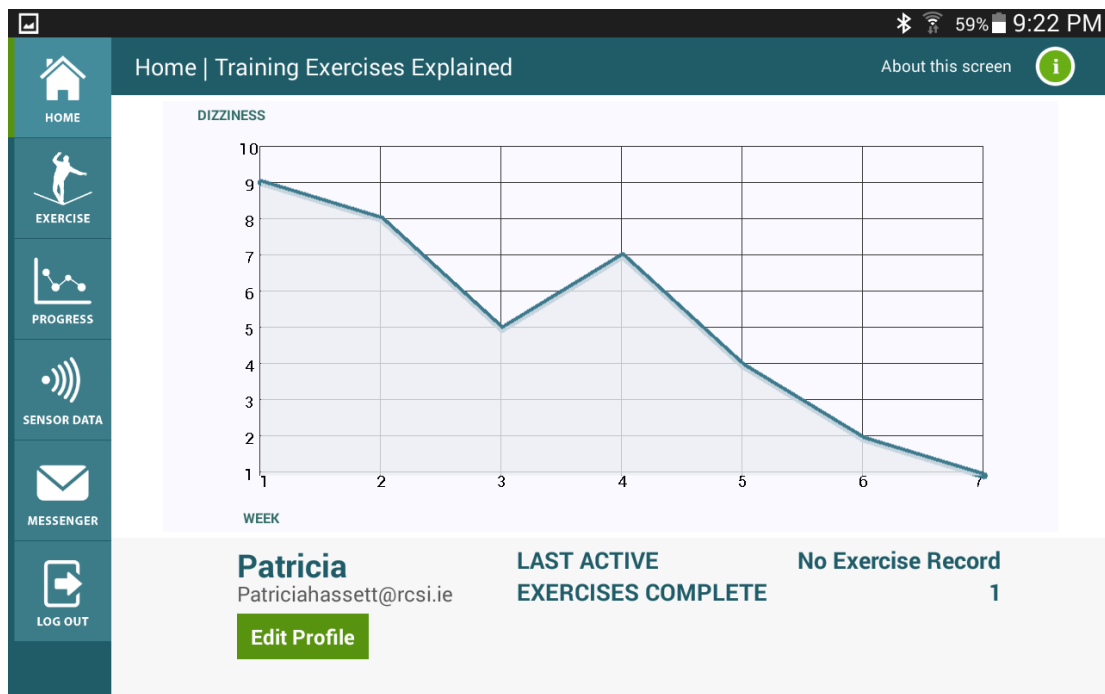 59% 9:22 PM
Home | Training Exercises Explained
About this screen i
HOME
EXERCISE
PROGRESS
SENSOR DATA
MESSENGER
LOG OUT
DIZZINESS
10
9
8
7
6
5
4
3
2
1
1 2 3 4 5 6 7
WEEK
Patricia
Patriciahassett@rcsi.ie
Edit Profile
LAST ACTIVE No Exercise Record
EXERCISES COMPLETE 1